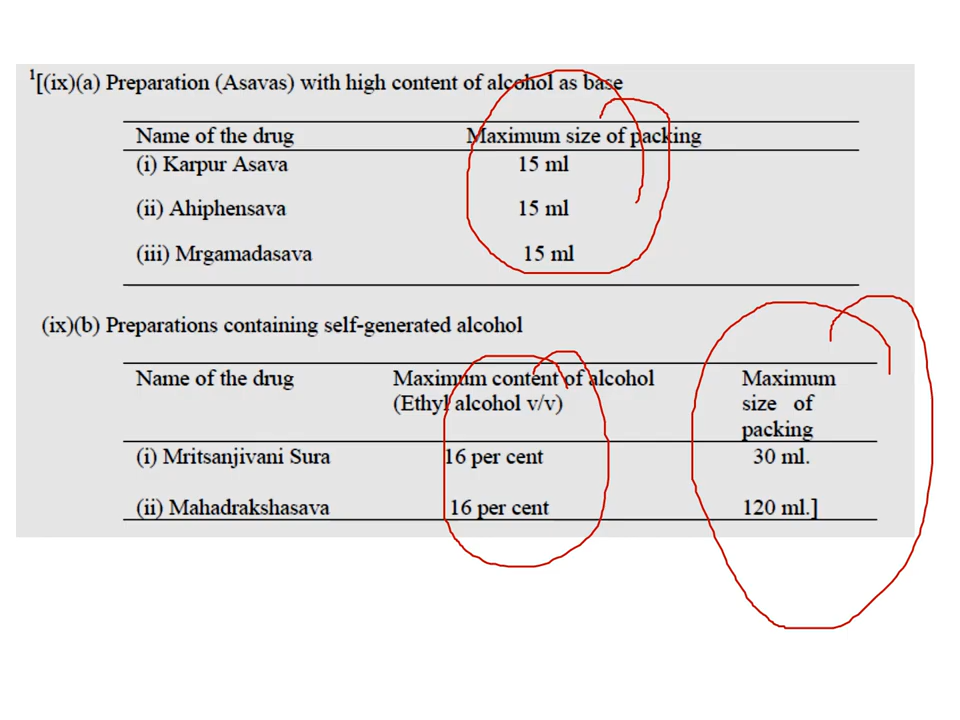 1[(ix)(a) Preparation (Asavas) with high content of alcohol as base
Name of the drug Maximum size of packing
(i) Karpur Asava 15 ml
(ii) Ahiphensava 15 ml
(iii) Mrgamadasava 15 ml
(ix)(b) Preparations containing self-generated alcohol
Name of the drug Maximum content of alcohol Maximum
(Ethyl alcohol v/v) size of
packing
(i) Mritsanjivani Sura 16 per cent 30 ml.
(ii) Mahadrakshasava 16 per cent 120 ml.]